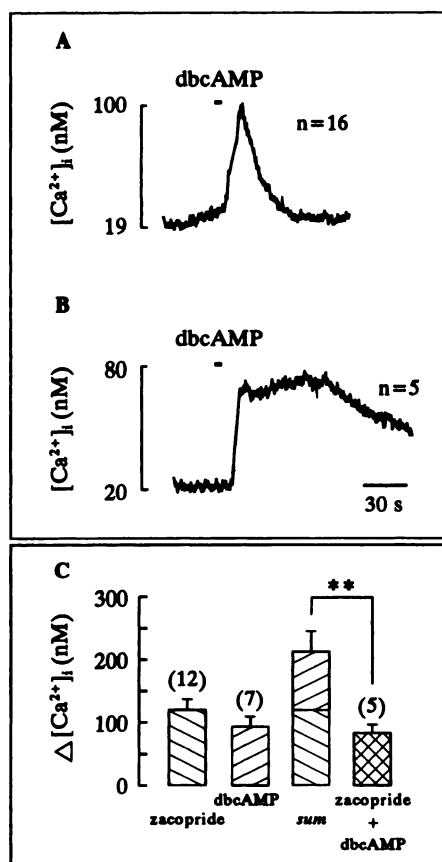 A
dbcAMP
[Ca²⁺]ᵢ (nM)
100
19
n=16
B
dbcAMP
[Ca²⁺]ᵢ (nM)
80
20
n=5
30 s
C
Δ[Ca²⁺]ᵢ (nM)
300
200
100
0
(12)
(7)
**
(5)
zacopride
dbcAMP
sum
zacopride
+
dbcAMP